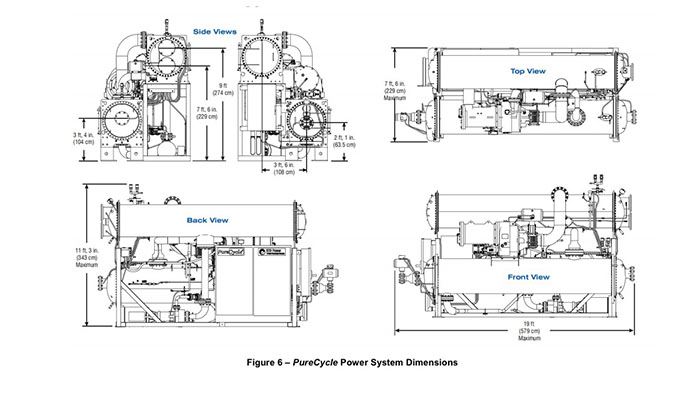 Side Views
9 ft
(274 cm)
7 ft, 6 in.
(229 cm)
3 ft, 4 in.
(104 cm)
2 ft, 1 in.
(63.5 cm)
3 ft, 6 in.
(108 cm)
Top View
7 ft, 6 in.
(229 cm)
Maximum
Back View
11 ft, 3 in.
(343 cm)
Maximum
PureCycle
Front View
19 ft
(579 cm)
Maximum
Figure 6 – PureCycle Power System Dimensions